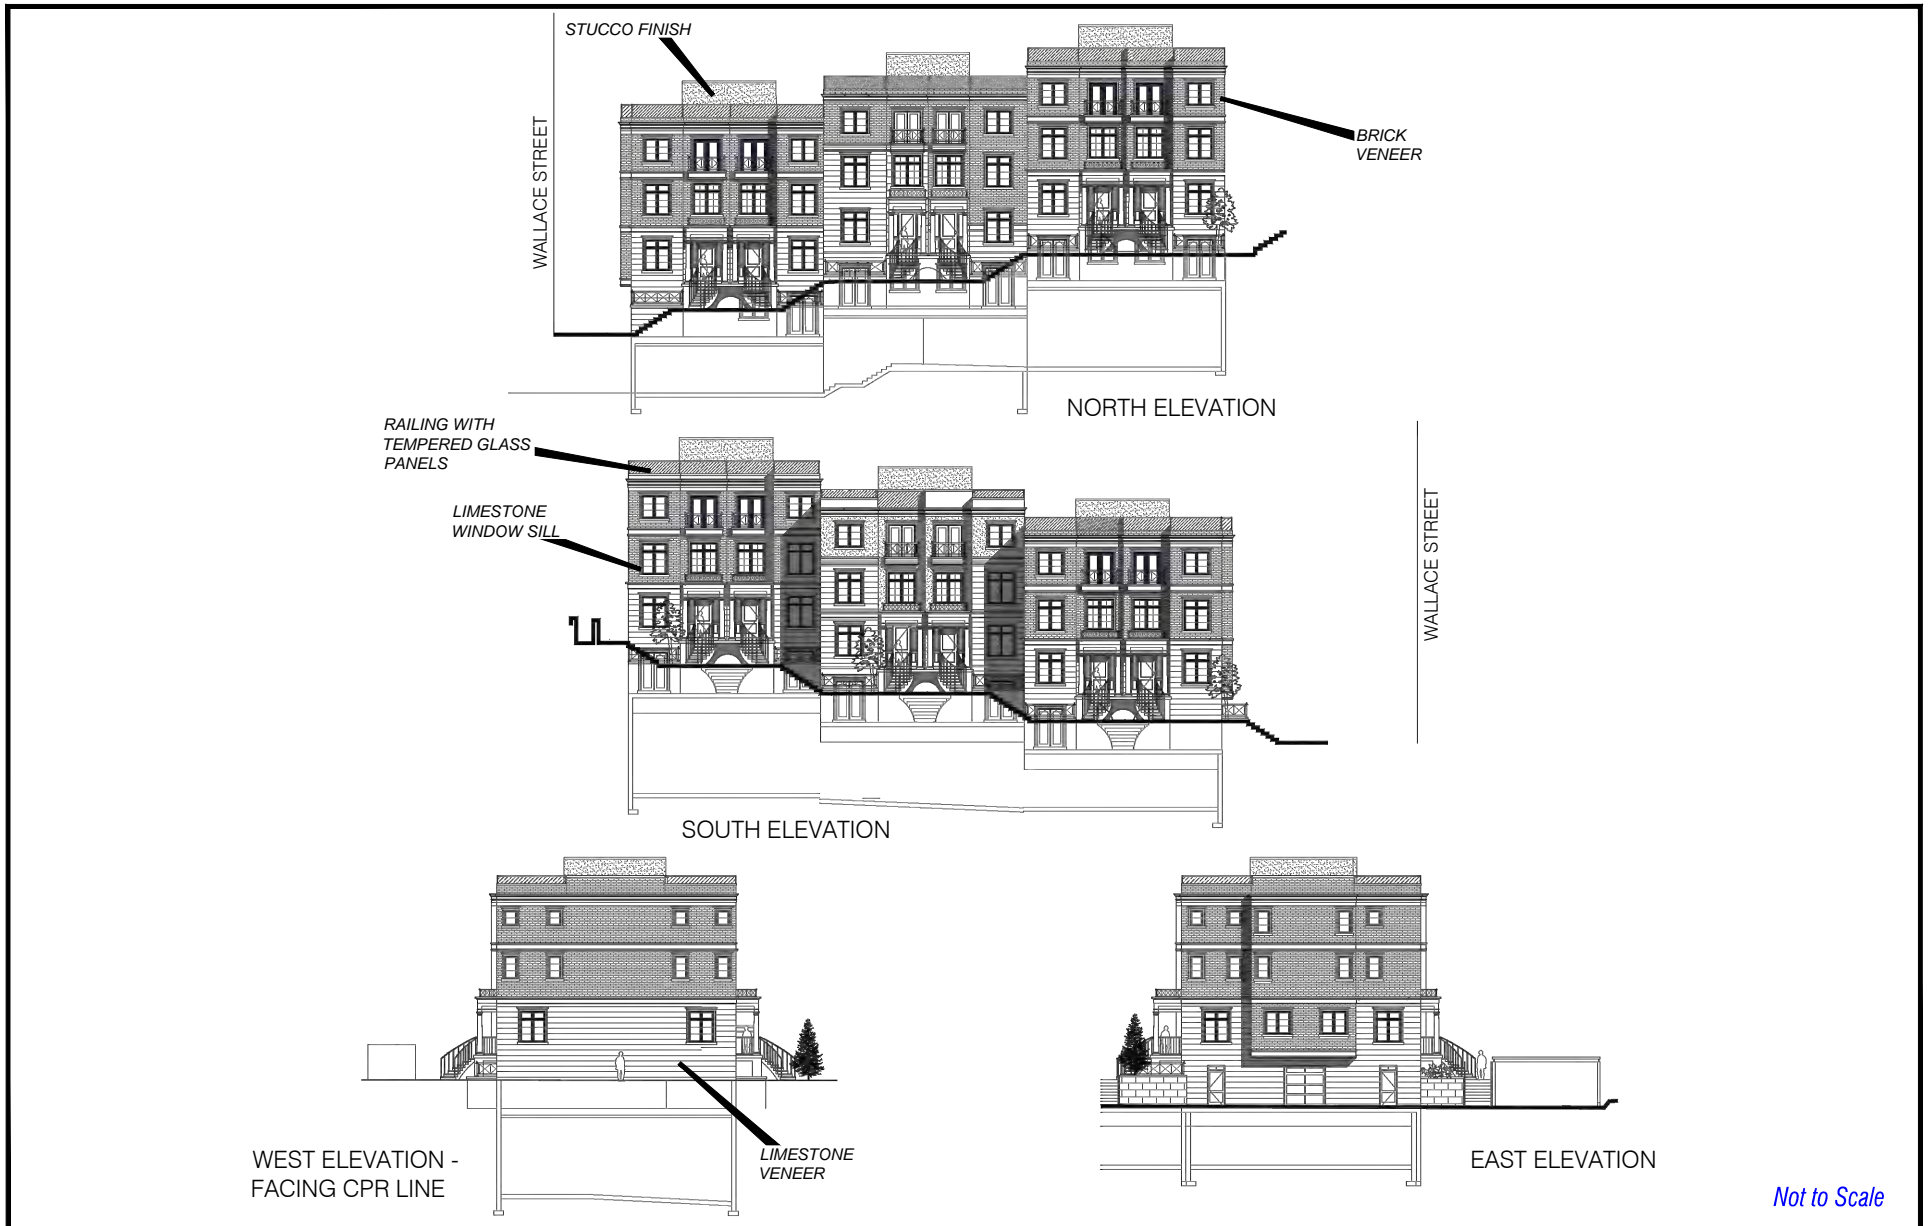 STUCCO FINISH
WALLACE STREET
BRICK
VENEER
NORTH ELEVATION
RAILING WITH
TEMPERED GLASS
PANELS
LIMESTONE
WINDOW SILL
WALLACE STREET
SOUTH ELEVATION
WEST ELEVATION -
FACING CPR LINE
LIMESTONE
VENEER
EAST ELEVATION
Not to Scale